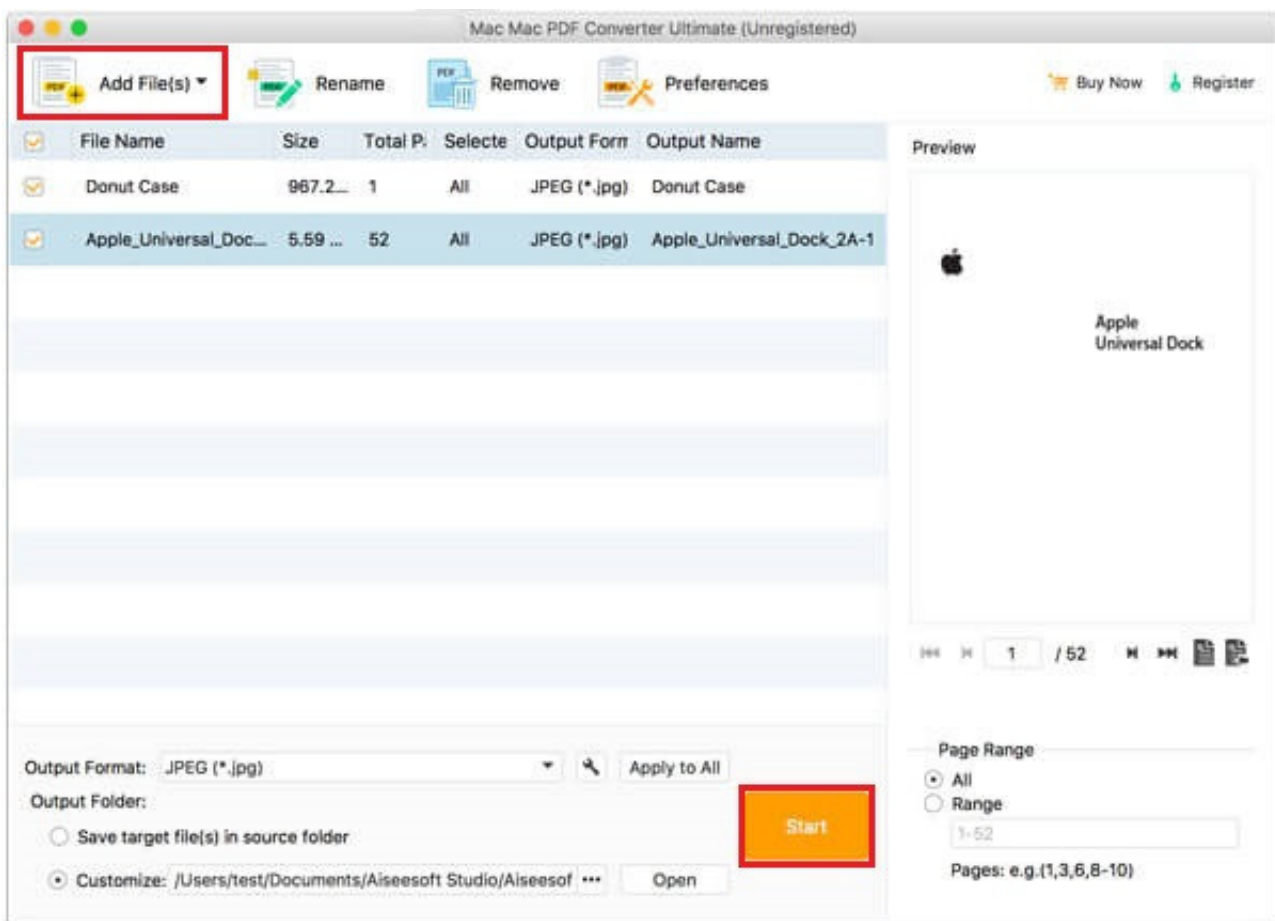 Mac Mac PDF Converter Ultimate (Unregistered)
Add File(s) Rename Remove Preferences Buy Now Register
File Name Size Total P. Selecte Output Form Output Name
Preview
Donut Case 967.2... 1 All JPEG (*.jpg) Donut Case
Apple_Universal_Doc... 5.59 ... 52 All JPEG (*.jpg) Apple_Universal_Dock_2A-1
Apple
Universal Dock
1 / 52
Output Format: JPEG (*.jpg) Apply to All
Output Folder:
Save target file(s) in source folder
Customize: /Users/test/Documents/Aiseesoft Studio/Aiseesof ••• Open
Start
Page Range
All
Range
1-52
Pages: e.g.(1,3,6,8-10)